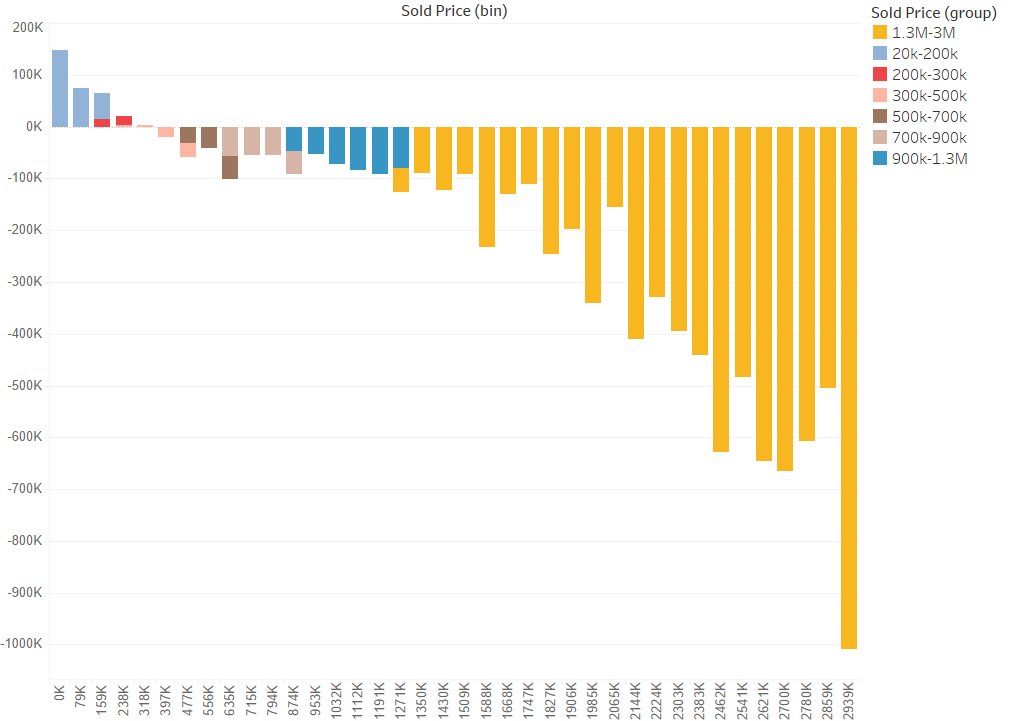 Sold Price (bin)
200K
100K
0K
-100K
-200K
-300K
-400K
-500K
-600K
-700K
-800K
-900K
-1000K
0K
79K
159K
238K
318K
397K
477K
556K
635K
715K
794K
874K
953K
1032K
1112K
1191K
1271K
1350K
1430K
1509K
1588K
1668K
1747K
1827K
1906K
1985K
2065K
2144K
2224K
2303K
2383K
2462K
2541K
2621K
2700K
2780K
2859K
2939K
Sold Price (group)
1.3M-3M
20k-200k
200k-300k
300k-500k
500k-700k
700k-900k
900k-1.3M